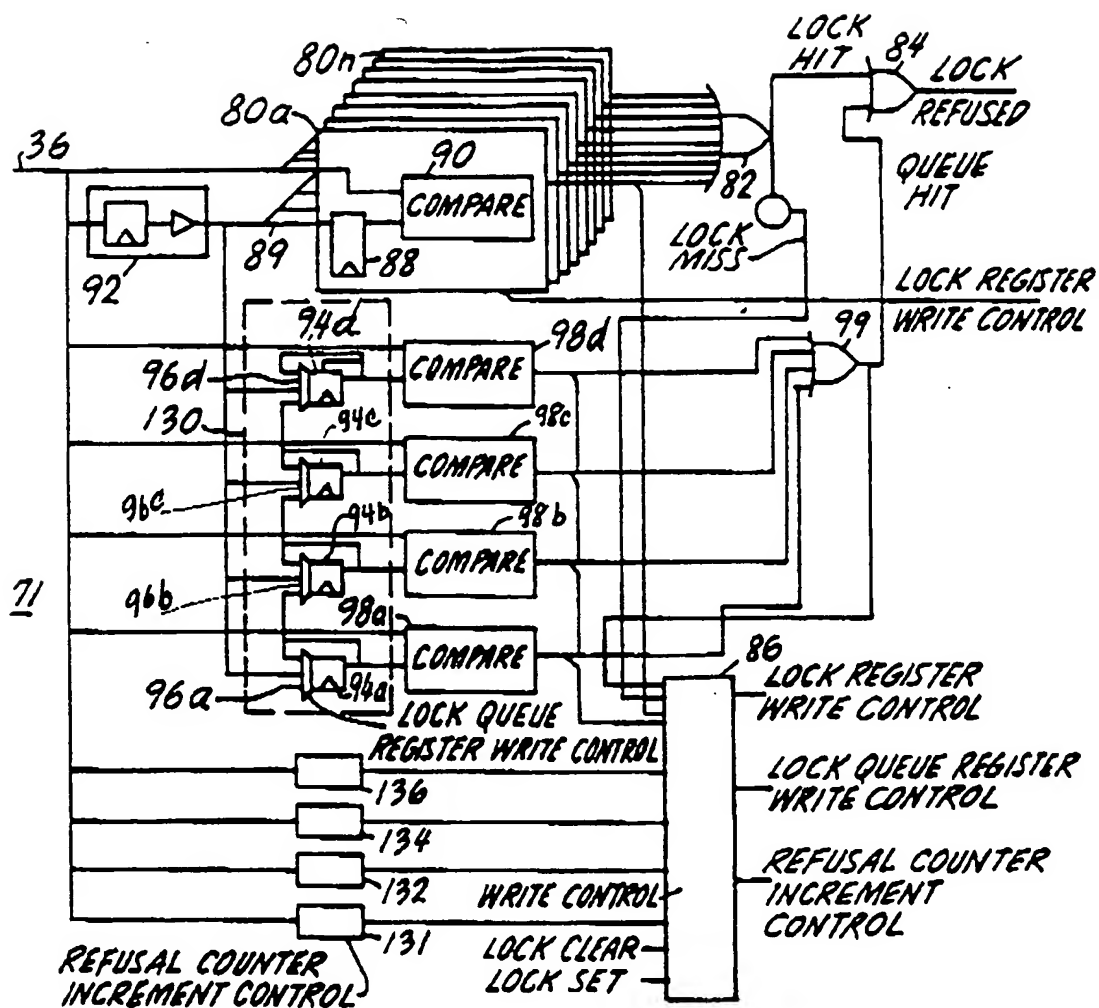 80n
LOCK
HIT
84
LOCK
REFUSED
80a
36
90
COMPARE
82
QUEUE
HIT
LOCK
MISS
92
89
88
LOCK REGISTER
WRITE CONTROL
94d
98d
99
96d
COMPARE
130
94c
98c
COMPARE
96c
94b
98b
COMPARE
71
96b
98a
86
COMPARE
LOCK REGISTER
WRITE CONTROL
96a
94a
LOCK QUEUE
REGISTER WRITE CONTROL
136
LOCK QUEUE REGISTER
WRITE CONTROL
134
132
REFUSAL COUNTER
INCREMENT
CONTROL
WRITE CONTROL
131
LOCK CLEAR
LOCK SET
REFUSAL COUNTER
INCREMENT CONTROL